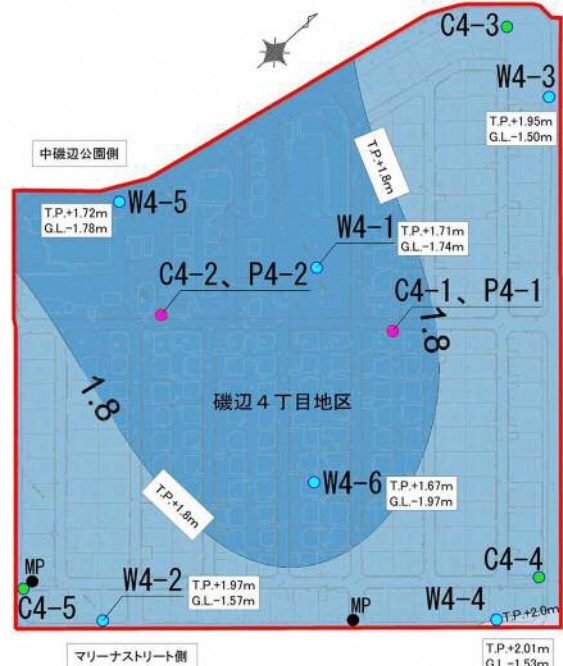 C4-3
W4-3
T.P.+1.95m
G.L.-1.50m
中磯辺公園側
T.P.+1.8m
W4-5
T.P.+1.72m
G.L.-1.78m
W4-1
T.P.+1.71m
G.L.-1.74m
C4-2、P4-2
C4-1、P4-1
1.8
1.8
磯辺4丁目地区
W4-6
T.P.+1.67m
G.L.-1.97m
T.P.+1.8m
MP
C4-5
W4-2
T.P.+1.97m
G.L.-1.57m
MP
C4-4
W4-4
T.P.+2.0m
マリーナストリート側
T.P.+2.01m
G.L.-1.53m